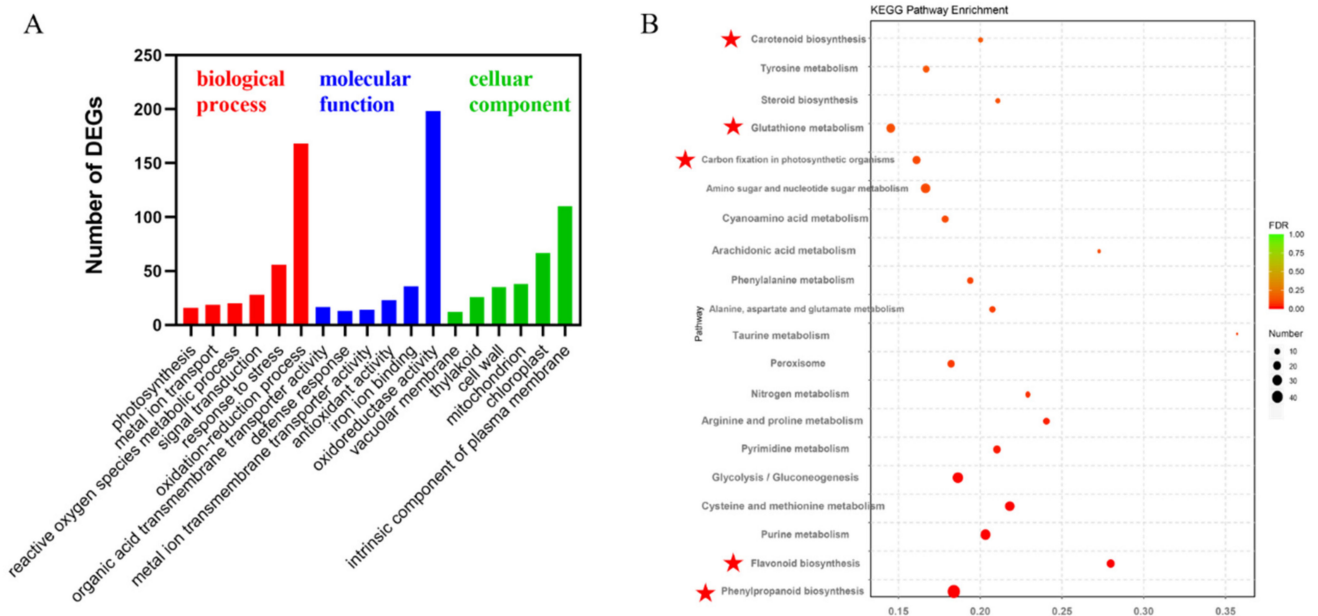 A
250
200
150
100
50
0
Number of DEGs
biological
process
molecular
function
celluar
component
photosynthesis
metal ion transport
reactive oxygen species metabolic process
signal transduction
response to stress
oxidation-reduction process
organic acid transmembrane transporter activity
defense response
metal ion transmembrane transporter activity
antioxidant activity
iron ion binding
oxidoreductase activity
vacuolar membrane
thylakoid
cell wall
mitochondrion
chloroplast
intrinsic component of plasma membrane
B
KEGG Pathway Enrichment
Pathway
Carotenoid biosynthesis
Tyrosine metabolism
Steroid biosynthesis
Glutathione metabolism
Carbon fixation in photosynthetic organisms
Amino sugar and nucleotide sugar metabolism
Cyanoamino acid metabolism
Arachidonic acid metabolism
Phenylalanine metabolism
Alanine, aspartate and glutamate metabolism
Taurine metabolism
Peroxisome
Nitrogen metabolism
Arginine and proline metabolism
Pyrimidine metabolism
Glycolysis / Gluconeogenesis
Cysteine and methionine metabolism
Purine metabolism
Flavonoid biosynthesis
Phenylpropanoid biosynthesis
0.15 0.20 0.25 0.30 0.35
FDR
1.00
0.75
0.50
0.25
0.00
Number
10
20
30
40